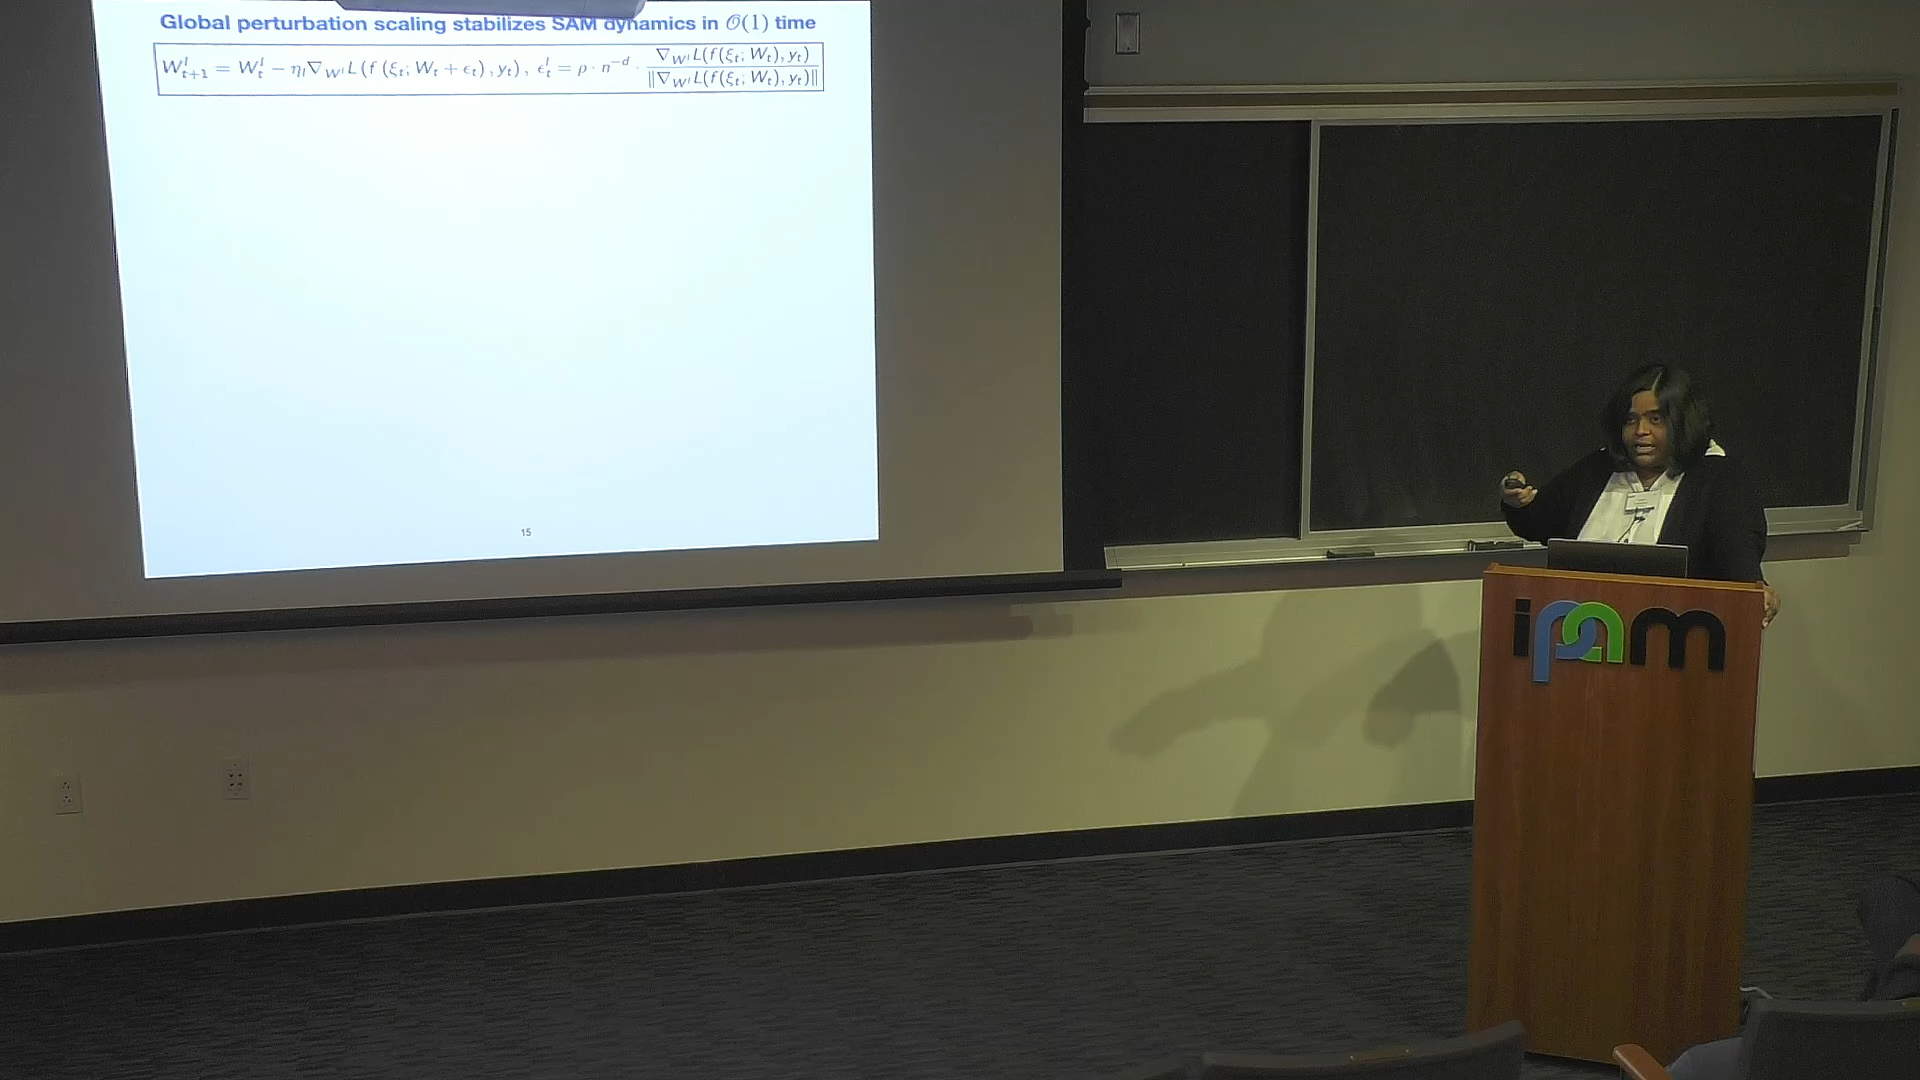 Global perturbation scaling stabilizes SAM dynamics in 𝒪(1) time
W^l_{t+1} = W^l_t − η_l ∇_{W^l} L(f(ξ_t; W_t + ϵ_t), y_t), ϵ^l_t = ρ · n^{−d} · ∇_{W^l} L(f(ξ_t; W_t), y_t) / ‖∇_{W^l} L(f(ξ_t; W_t), y_t)‖
15
ipam